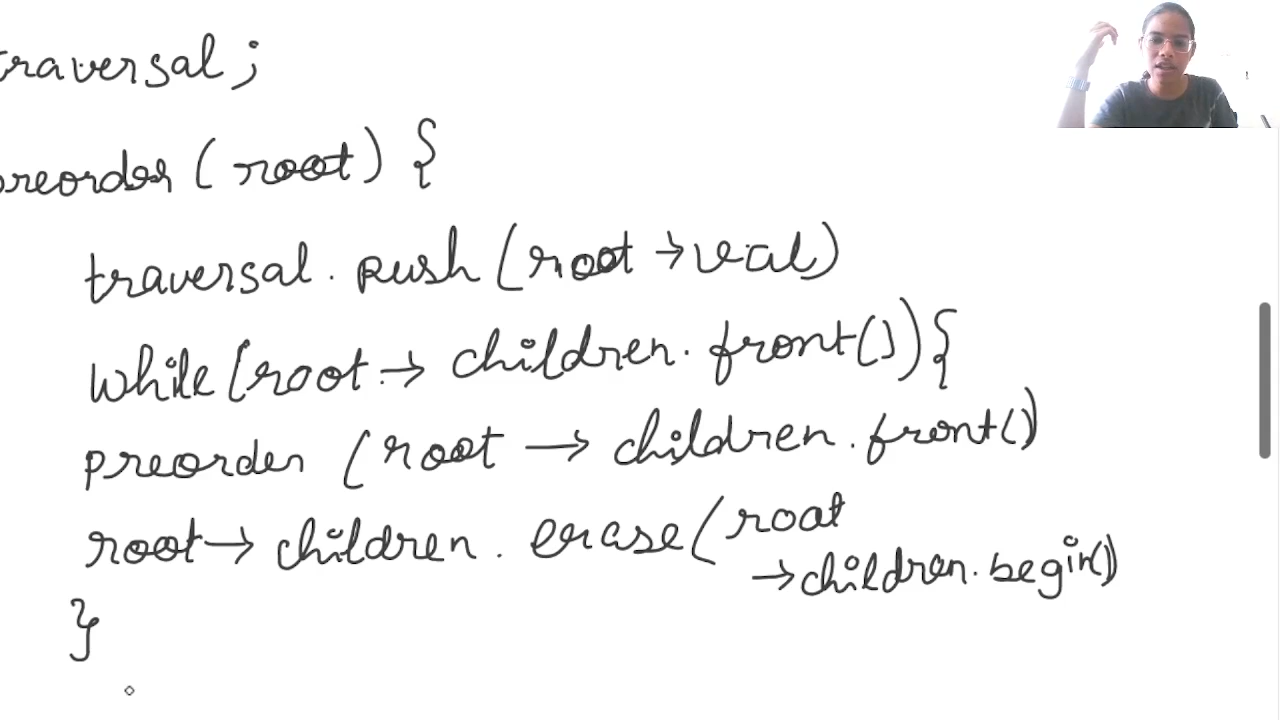 traversal;
preorder (root) {
traversal. push (root → val)
while (root → children. front()) {
preorder (root → children. front()
root → children. erase (root
→ children. begin()
}